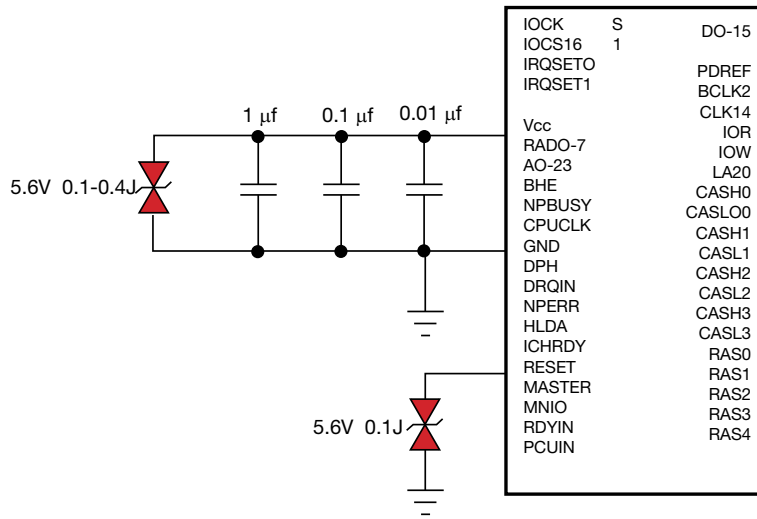 IOCK S
IOCS16 1
IRQSETO
IRQSET1
Vcc
RADO-7
AO-23
BHE
NPBUSY
CPUCLK
GND
DPH
DRQIN
NPERR
HLDA
ICHRDY
RESET
MASTER
MNIO
RDYIN
PCUIN
DO-15
PDREF
BCLK2
CLK14
IOR
IOW
LA20
CASH0
CASLO0
CASH1
CASL1
CASH2
CASL2
CASH3
CASL3
RAS0
RAS1
RAS2
RAS3
RAS4
1 µf 0.1 µf 0.01 µf
5.6V 0.1-0.4J
5.6V 0.1J